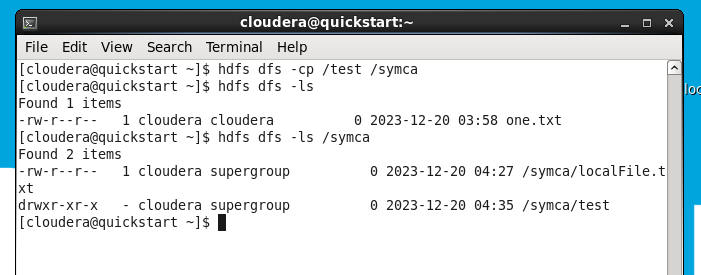 cloudera@quickstart:~
File Edit View Search Terminal Help
[cloudera@quickstart ~]$ hdfs dfs -cp /test /symca
[cloudera@quickstart ~]$ hdfs dfs -ls
Found 1 items
-rw-r--r--   1 cloudera cloudera          0 2023-12-20 03:58 one.txt
[cloudera@quickstart ~]$ hdfs dfs -ls /symca
Found 2 items
-rw-r--r--   1 cloudera supergroup          0 2023-12-20 04:27 /symca/localFile.t
xt
drwxr-xr-x   - cloudera supergroup          0 2023-12-20 04:35 /symca/test
[cloudera@quickstart ~]$